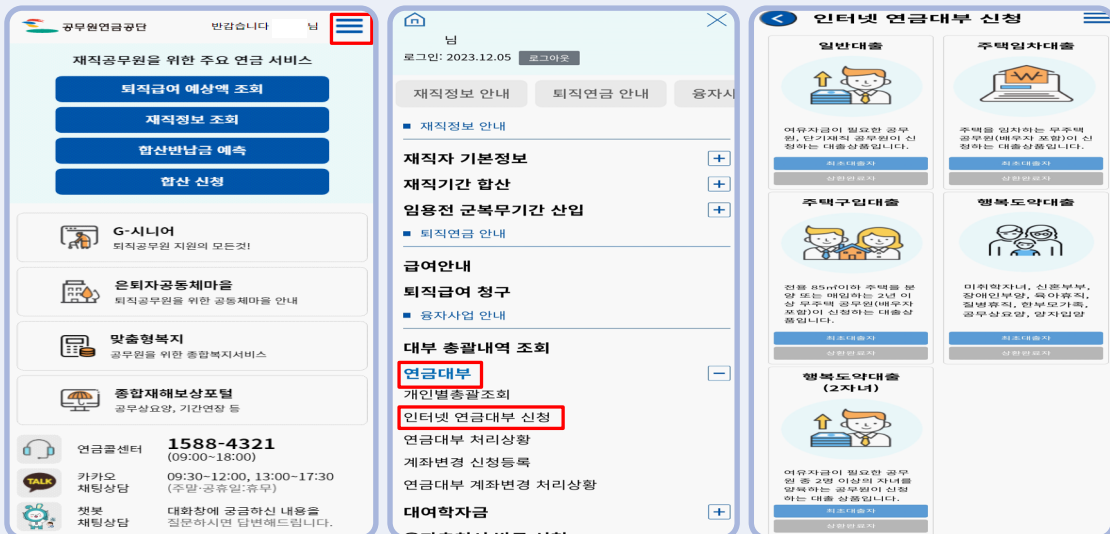 공무원연금공단
반갑습니다 님
재직공무원을 위한 주요 연금 서비스
퇴직급여 예상액 조회
재직정보 조회
합산반납금 예측
합산 신청
G-시니어
퇴직공무원 지원의 모든것!
은퇴자공동체마을
퇴직공무원을 위한 공동체마을 안내
맞춤형복지
공무원을 위한 종합복지서비스
종합재해보상포털
공무상요양, 기간연장 등
연금콜센터
1588-4321
(09:00~18:00)
TALK
카카오
채팅상담
09:30~12:00, 13:00~17:30
(주말·공휴일:휴무)
챗봇
채팅상담
대화창에 궁금하신 내용을
질문하시면 답변해드립니다.
님
로그인: 2023.12.05 로그아웃
재직정보 안내 퇴직연금 안내 융자사
재직정보 안내
재직자 기본정보
재직기간 합산
임용전 군복무기간 산입
퇴직연금 안내
급여안내
퇴직급여 청구
융자사업 안내
대부 총괄내역 조회
연금대부
개인별총괄조회
인터넷 연금대부 신청
연금대부 처리상황
계좌변경 신청등록
연금대부 계좌변경 처리상황
대여학자금
인터넷 연금대부 신청
일반대출
여유자금이 필요한 공무
원, 단기재직 공무원이 신
청하는 대출상품입니다.
최초대출자
상환완료자
주택임차대출
주택을 임차하는 무주택
공무원(배우자 포함)이 신
청하는 대출상품입니다.
최초대출자
상환완료자
주택구입대출
전용 85㎡이하 주택을 분
양 또는 매입하는 2년 이
상 무주택 공무원(배우자
포함)이 신청하는 대출상
품입니다.
최초대출자
상환완료자
행복도약대출
미취학자녀, 신혼부부,
장애인부양, 육아휴직,
질병휴직, 한부모가족,
공무상요양, 양자입양
최초대출자
상환완료자
행복도약대출
(2자녀)
여유자금이 필요한 공무
원 중 2명 이상의 자녀를
양육하는 공무원이 신청
하는 대출 상품입니다.
최초대출자
상환완료자